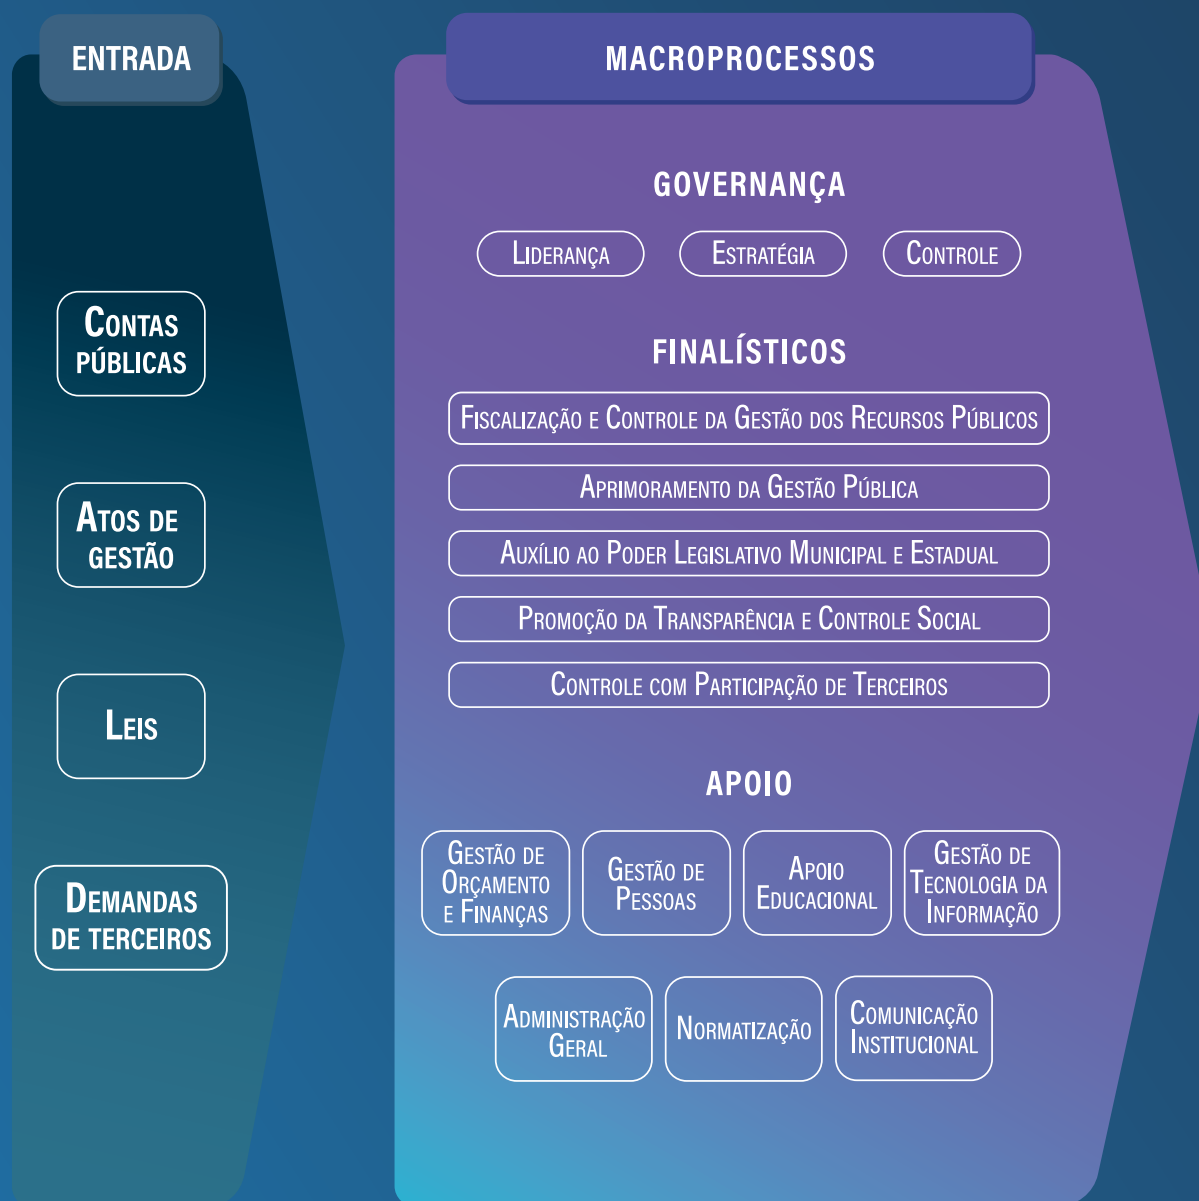 ENTRADA
CONTAS
PÚBLICAS
ATOS DE
GESTÃO
LEIS
DEMANDAS
DE TERCEIROS
MACROPROCESSOS
GOVERNANÇA
LIDERANÇA
ESTRATÉGIA
CONTROLE
FINALÍSTICOS
FISCALIZAÇÃO E CONTROLE DA GESTÃO DOS RECURSOS PÚBLICOS
APRIMORAMENTO DA GESTÃO PÚBLICA
AUXÍLIO AO PODER LEGISLATIVO MUNICIPAL E ESTADUAL
PROMOÇÃO DA TRANSPARÊNCIA E CONTROLE SOCIAL
CONTROLE COM PARTICIPAÇÃO DE TERCEIROS
APOIO
GESTÃO DE
ORÇAMENTO
E FINANÇAS
GESTÃO DE
PESSOAS
APOIO
EDUCACIONAL
GESTÃO DE
TECNOLOGIA DA
INFORMAÇÃO
ADMINISTRAÇÃO
GERAL
NORMATIZAÇÃO
COMUNICAÇÃO
INSTITUCIONAL